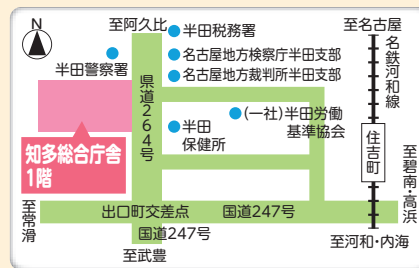 N
至阿久比
半田税務署
名古屋地方検察庁半田支部
名古屋地方裁判所半田支部
半田警察署
至名古屋
名鉄河和線
県道264号
(一社)半田労働
基準協会
半田
保健所
住吉町
知多総合庁舎
1階
至碧南・高浜
至常滑
出口町交差点
国道247号
国道247号
至武豊
至河和・内海